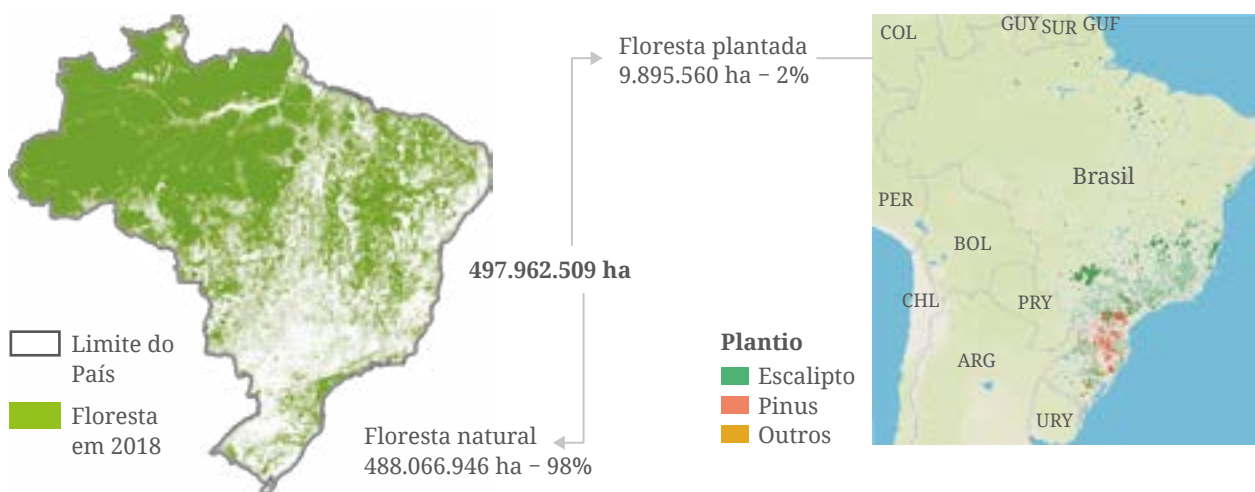 Floresta plantada
9.895.560 ha − 2%
497.962.509 ha
Floresta natural
488.066.946 ha − 98%
Limite do
País
Floresta
em 2018
Plantio
Escalipto
Pinus
Outros
COL
GUY
SUR
GUF
Brasil
PER
BOL
CHL
PRY
ARG
URY